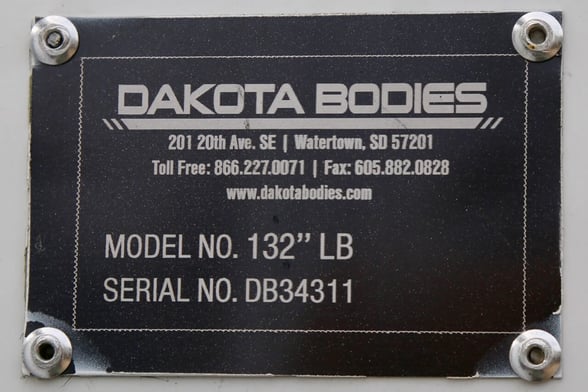 DAKOTA BODIES
201 20th Ave. SE | Watertown, SD 57201
Toll Free: 866.227.0071 | Fax: 605.882.0828
www.dakotabodies.com
MODEL NO. 132” LB
SERIAL NO. DB34311